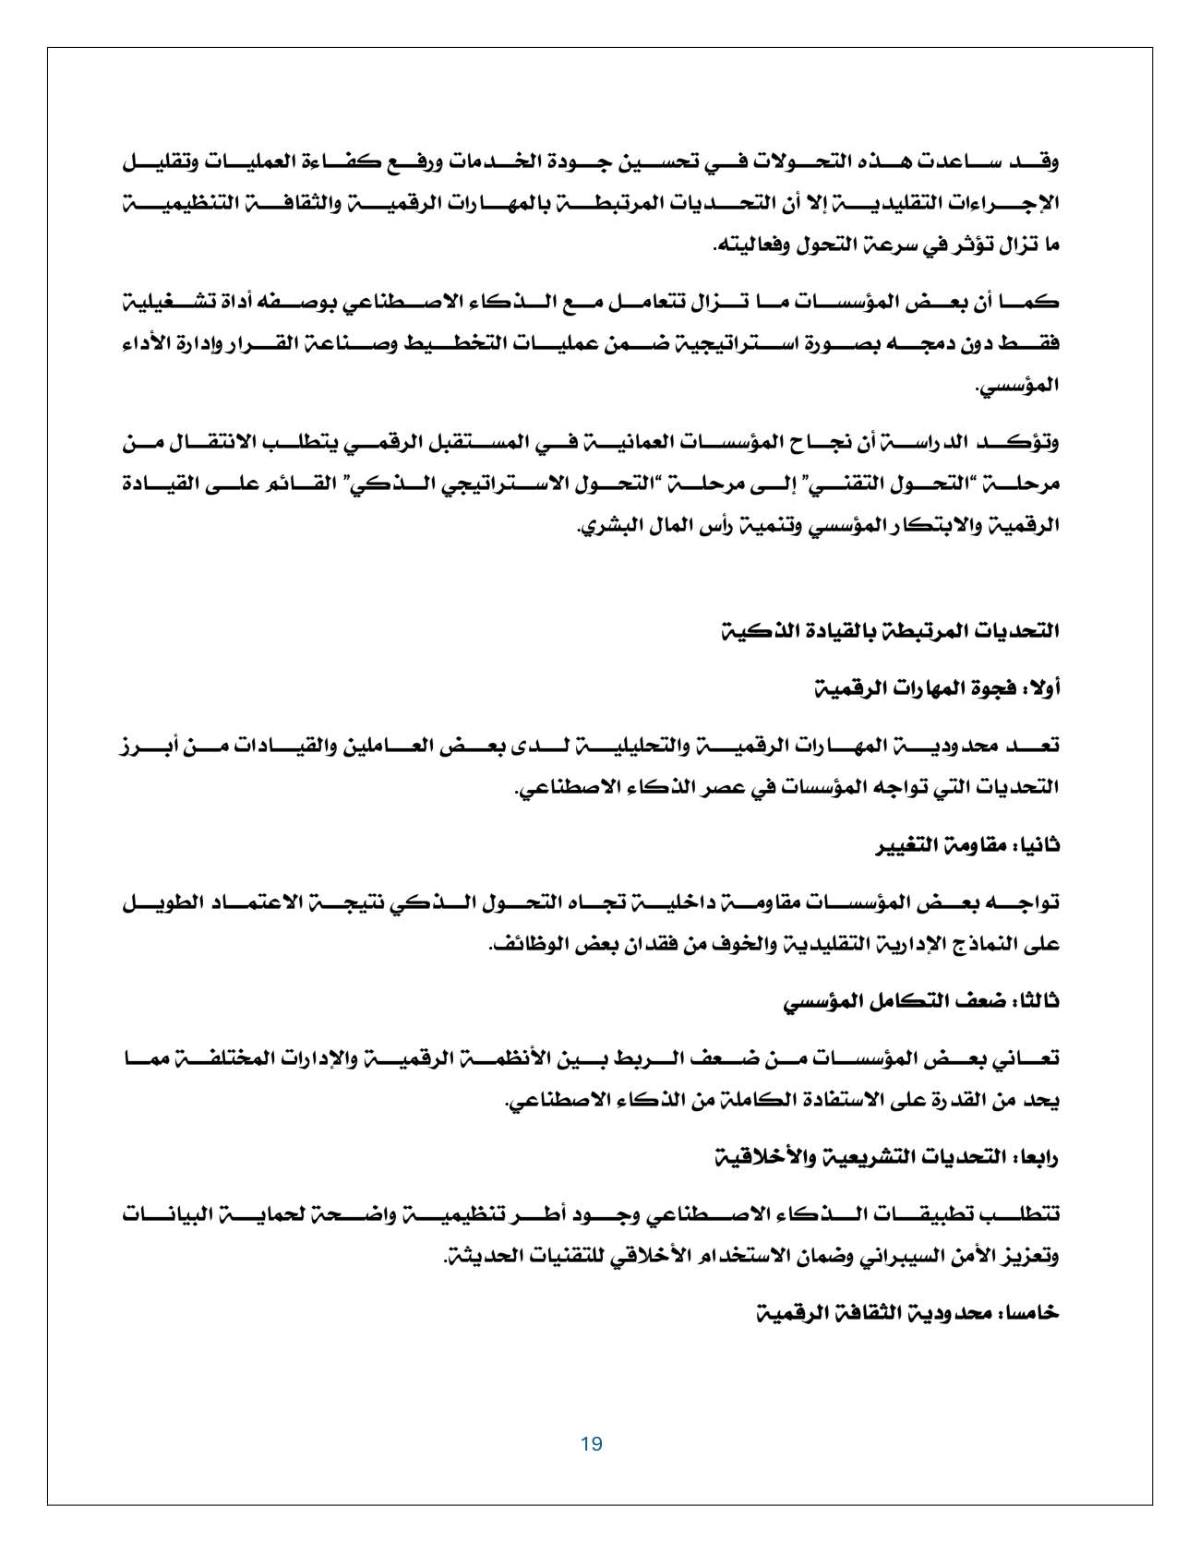 وقد ساعدت هذه التحولات في تحسين جودة الخدمات ورفع كفاءة العمليات وتقليل
الإجراءات التقليدية إلا أن التحديات المرتبطة بالمهارات الرقمية والثقافة التنظيمية
ما تزال تؤثر في سرعة التحول وفعاليته.
كما أن بعض المؤسسات ما تزال تتعامل مع الذكاء الاصطناعي بوصفه أداة تشغيلية
فقط دون دمجه بصورة استراتيجية ضمن عمليات التخطيط وصناعة القرار وإدارة الأداء
المؤسسي.
وتؤكد الدراسة أن نجاح المؤسسات العمانية في المستقبل الرقمي يتطلب الانتقال من
مرحلة “التحول التقني” إلى مرحلة “التحول الاستراتيجي الذكي” القائم على القيادة
الرقمية والابتكار المؤسسي وتنمية رأس المال البشري.
التحديات المرتبطة بالقيادة الذكية
أولا: فجوة المهارات الرقمية
تعد محدودية المهارات الرقمية والتحليلية لدى بعض العاملين والقيادات من أبرز
التحديات التي تواجه المؤسسات في عصر الذكاء الاصطناعي.
ثانيا: مقاومة التغيير
تواجه بعض المؤسسات مقاومة داخلية تجاه التحول الذكي نتيجة الاعتماد الطويل
على النماذج الإدارية التقليدية والخوف من فقدان بعض الوظائف.
ثالثا: ضعف التكامل المؤسسي
تعاني بعض المؤسسات من ضعف الربط بين الأنظمة الرقمية والإدارات المختلفة مما
يحد من القدرة على الاستفادة الكاملة من الذكاء الاصطناعي.
رابعا: التحديات التشريعية والأخلاقية
تتطلب تطبيقات الذكاء الاصطناعي وجود أطر تنظيمية واضحة لحماية البيانات
وتعزيز الأمن السيبراني وضمان الاستخدام الأخلاقي للتقنيات الحديثة.
خامسا: محدودية الثقافة الرقمية
19